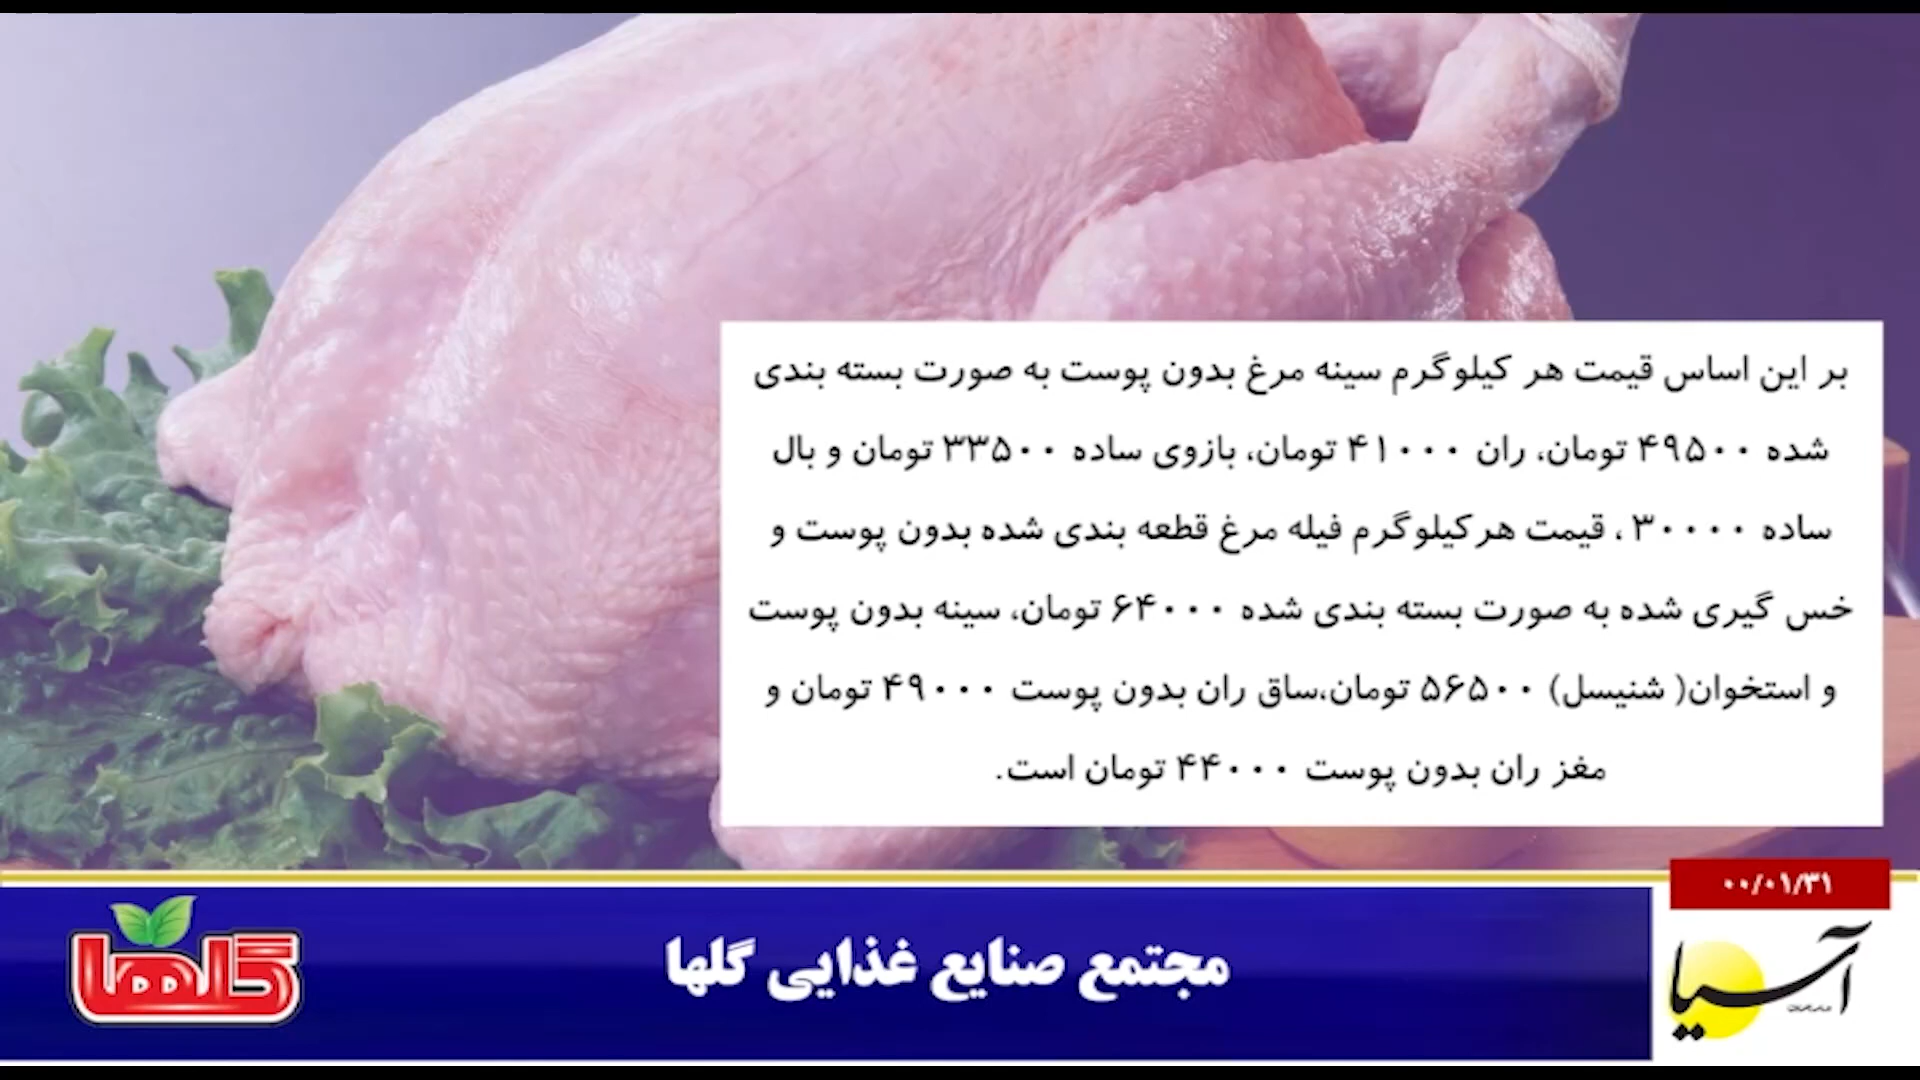 بر این اساس قیمت هر کیلوگرم سینه مرغ بدون پوست به صورت بسته بندی
شده ۴۹۵۰۰ تومان، ران ۴۱۰۰۰ تومان، بازوی ساده ۳۳۵۰۰ تومان و بال
ساده ۳۰۰۰۰ ، قیمت هرکیلوگرم فیله مرغ قطعه بندی شده بدون پوست و
خس گیری شده به صورت بسته بندی شده ۶۴۰۰۰ تومان، سینه بدون پوست
و استخوان( شنیسل) ۵۶۵۰۰ تومان،ساق ران بدون پوست ۴۹۰۰۰ تومان و
مغز ران بدون پوست ۴۴۰۰۰ تومان است.
۰۰/۰۱/۳۱
گلها
مجتمع صنایع غذایی گلها
آسیا